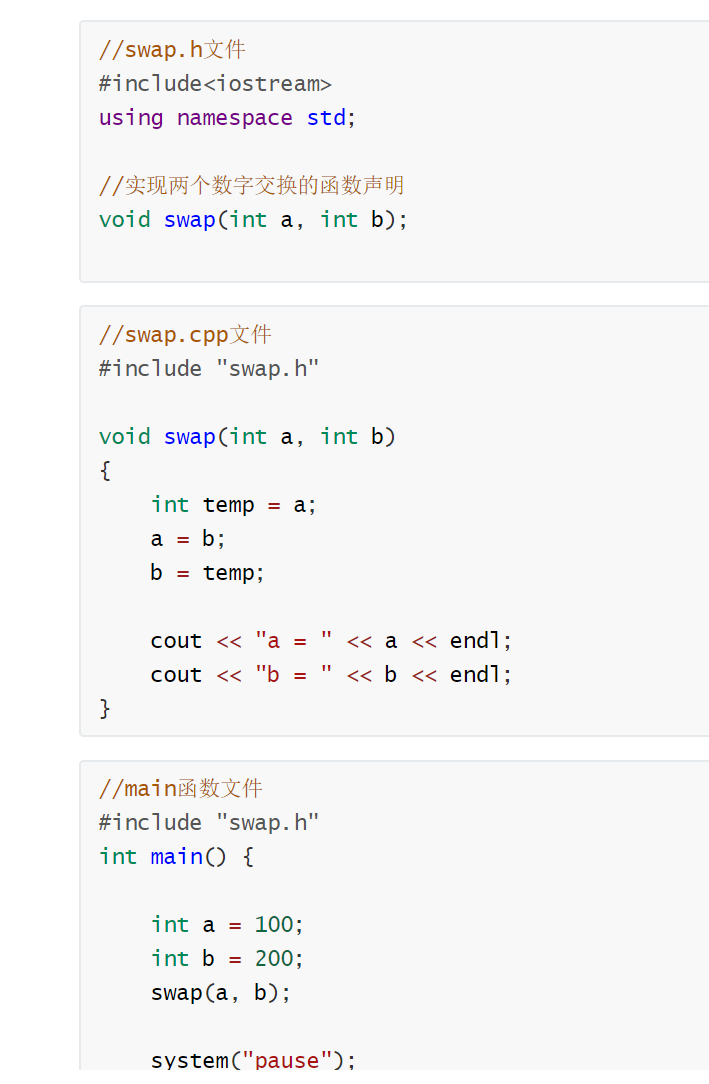 //swap.h文件
#include<iostream>
using namespace std;
//实现两个数字交换的函数声明
void swap(int a, int b);
//swap.cpp文件
#include "swap.h"
void swap(int a, int b)
{
    int temp = a;
    a = b;
    b = temp;
    cout << "a = " << a << endl;
    cout << "b = " << b << endl;
}
//main函数文件
#include "swap.h"
int main() {
    int a = 100;
    int b = 200;
    swap(a, b);
    system("pause");